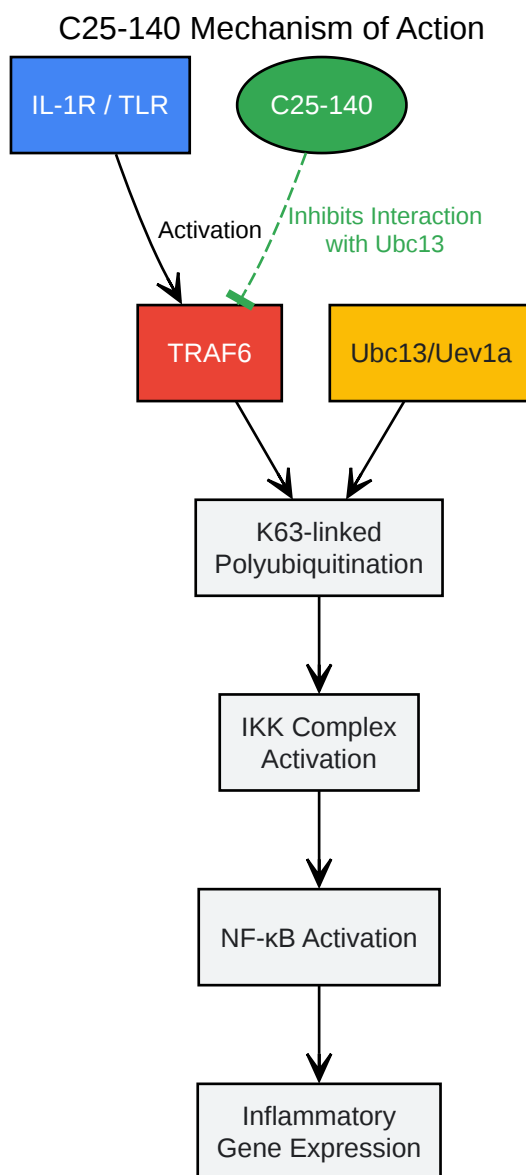 C25-140 Mechanism of Action
IL-1R / TLR
C25-140
Activation
Inhibits Interaction
with Ubc13
TRAF6
Ubc13/Uev1a
K63-linked
Polyubiquitination
IKK Complex
Activation
NF-κB Activation
Inflammatory
Gene Expression